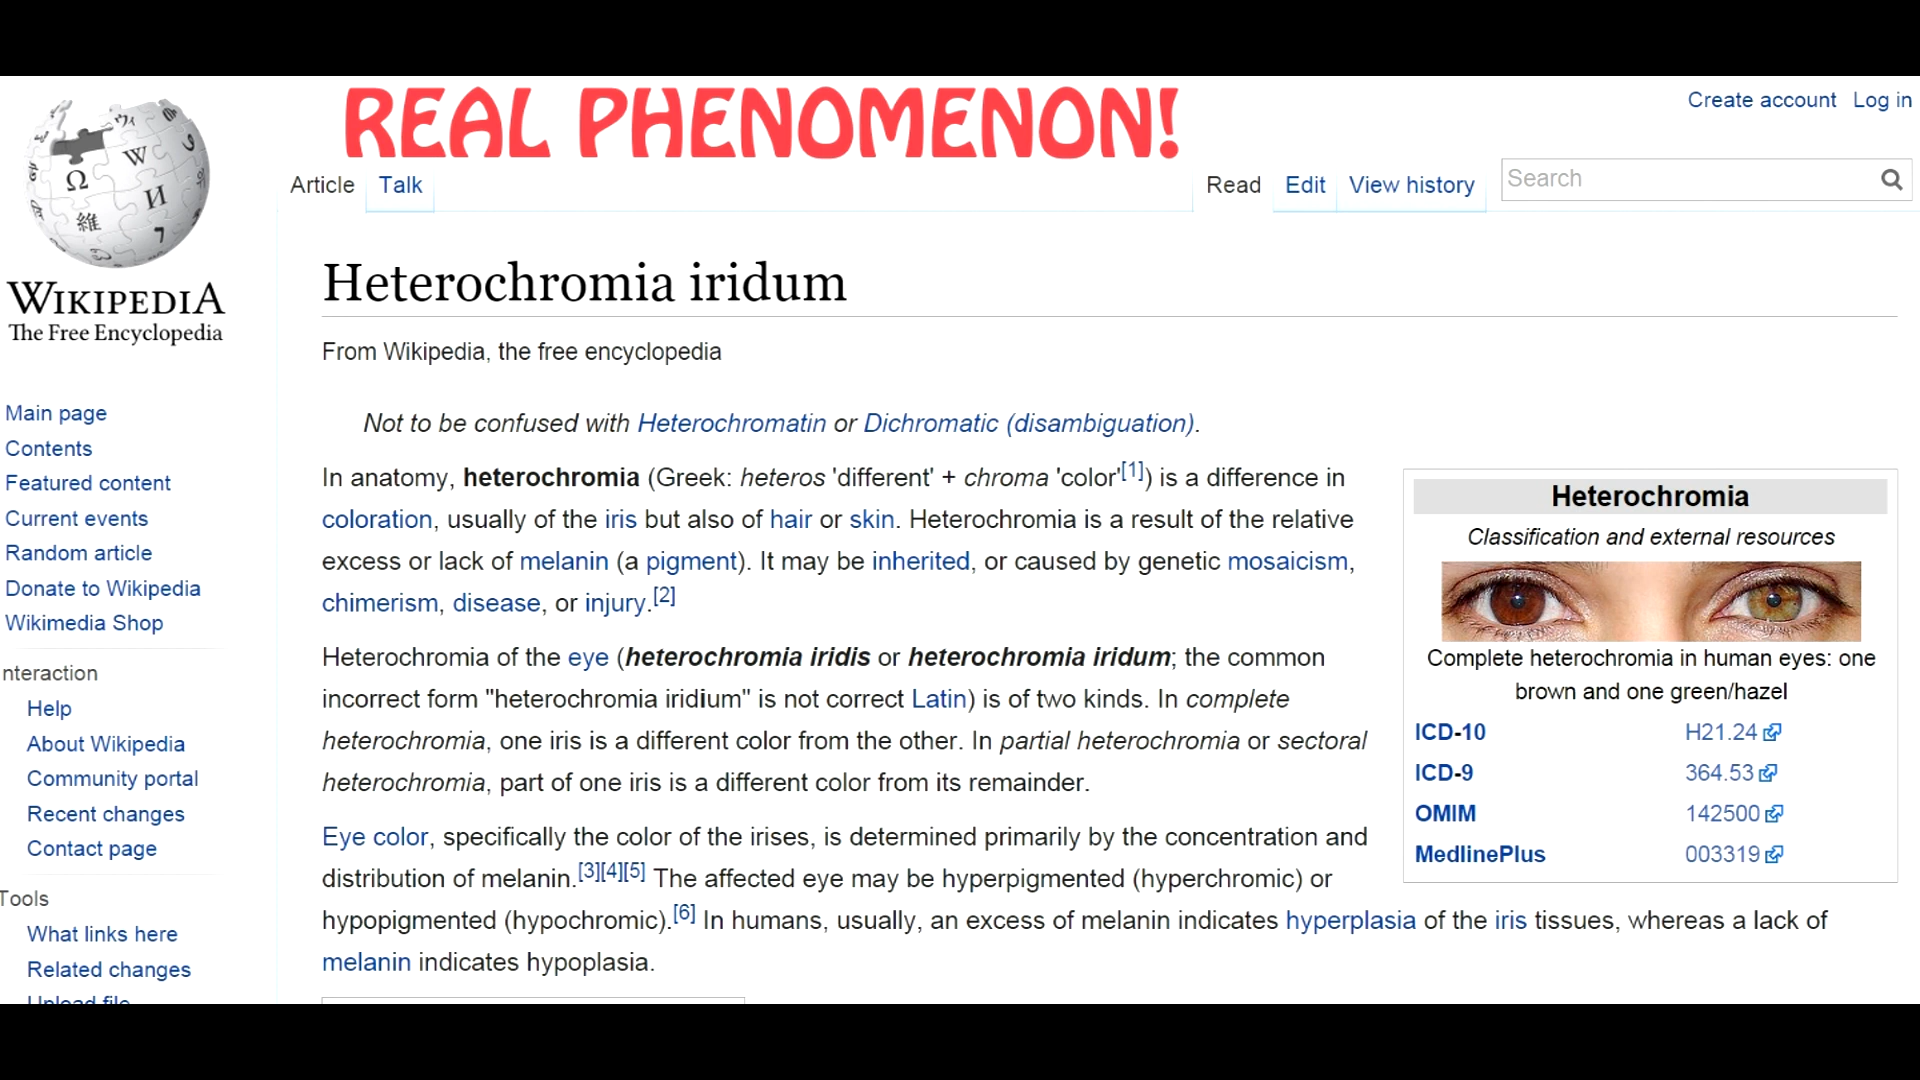 REAL PHENOMENON!
Create account Log in
Article Talk
Read Edit View history
Search
W
Ω
И
維
WIKIPEDIA
The Free Encyclopedia
Main page
Contents
Featured content
Current events
Random article
Donate to Wikipedia
Wikimedia Shop
nteraction
Help
About Wikipedia
Community portal
Recent changes
Contact page
Tools
What links here
Related changes
Upload file
Heterochromia iridum
From Wikipedia, the free encyclopedia
Not to be confused with Heterochromatin or Dichromatic (disambiguation).
In anatomy, heterochromia (Greek: heteros 'different' + chroma 'color'[1]) is a difference in
coloration, usually of the iris but also of hair or skin. Heterochromia is a result of the relative
excess or lack of melanin (a pigment). It may be inherited, or caused by genetic mosaicism,
chimerism, disease, or injury.[2]
Heterochromia of the eye (heterochromia iridis or heterochromia iridum; the common
incorrect form "heterochromia iridium" is not correct Latin) is of two kinds. In complete
heterochromia, one iris is a different color from the other. In partial heterochromia or sectoral
heterochromia, part of one iris is a different color from its remainder.
Eye color, specifically the color of the irises, is determined primarily by the concentration and
distribution of melanin.[3][4][5] The affected eye may be hyperpigmented (hyperchromic) or
hypopigmented (hypochromic).[6] In humans, usually, an excess of melanin indicates hyperplasia of the iris tissues, whereas a lack of
melanin indicates hypoplasia.
Heterochromia
Classification and external resources
Complete heterochromia in human eyes: one
brown and one green/hazel
ICD-10 H21.24
ICD-9 364.53
OMIM 142500
MedlinePlus 003319